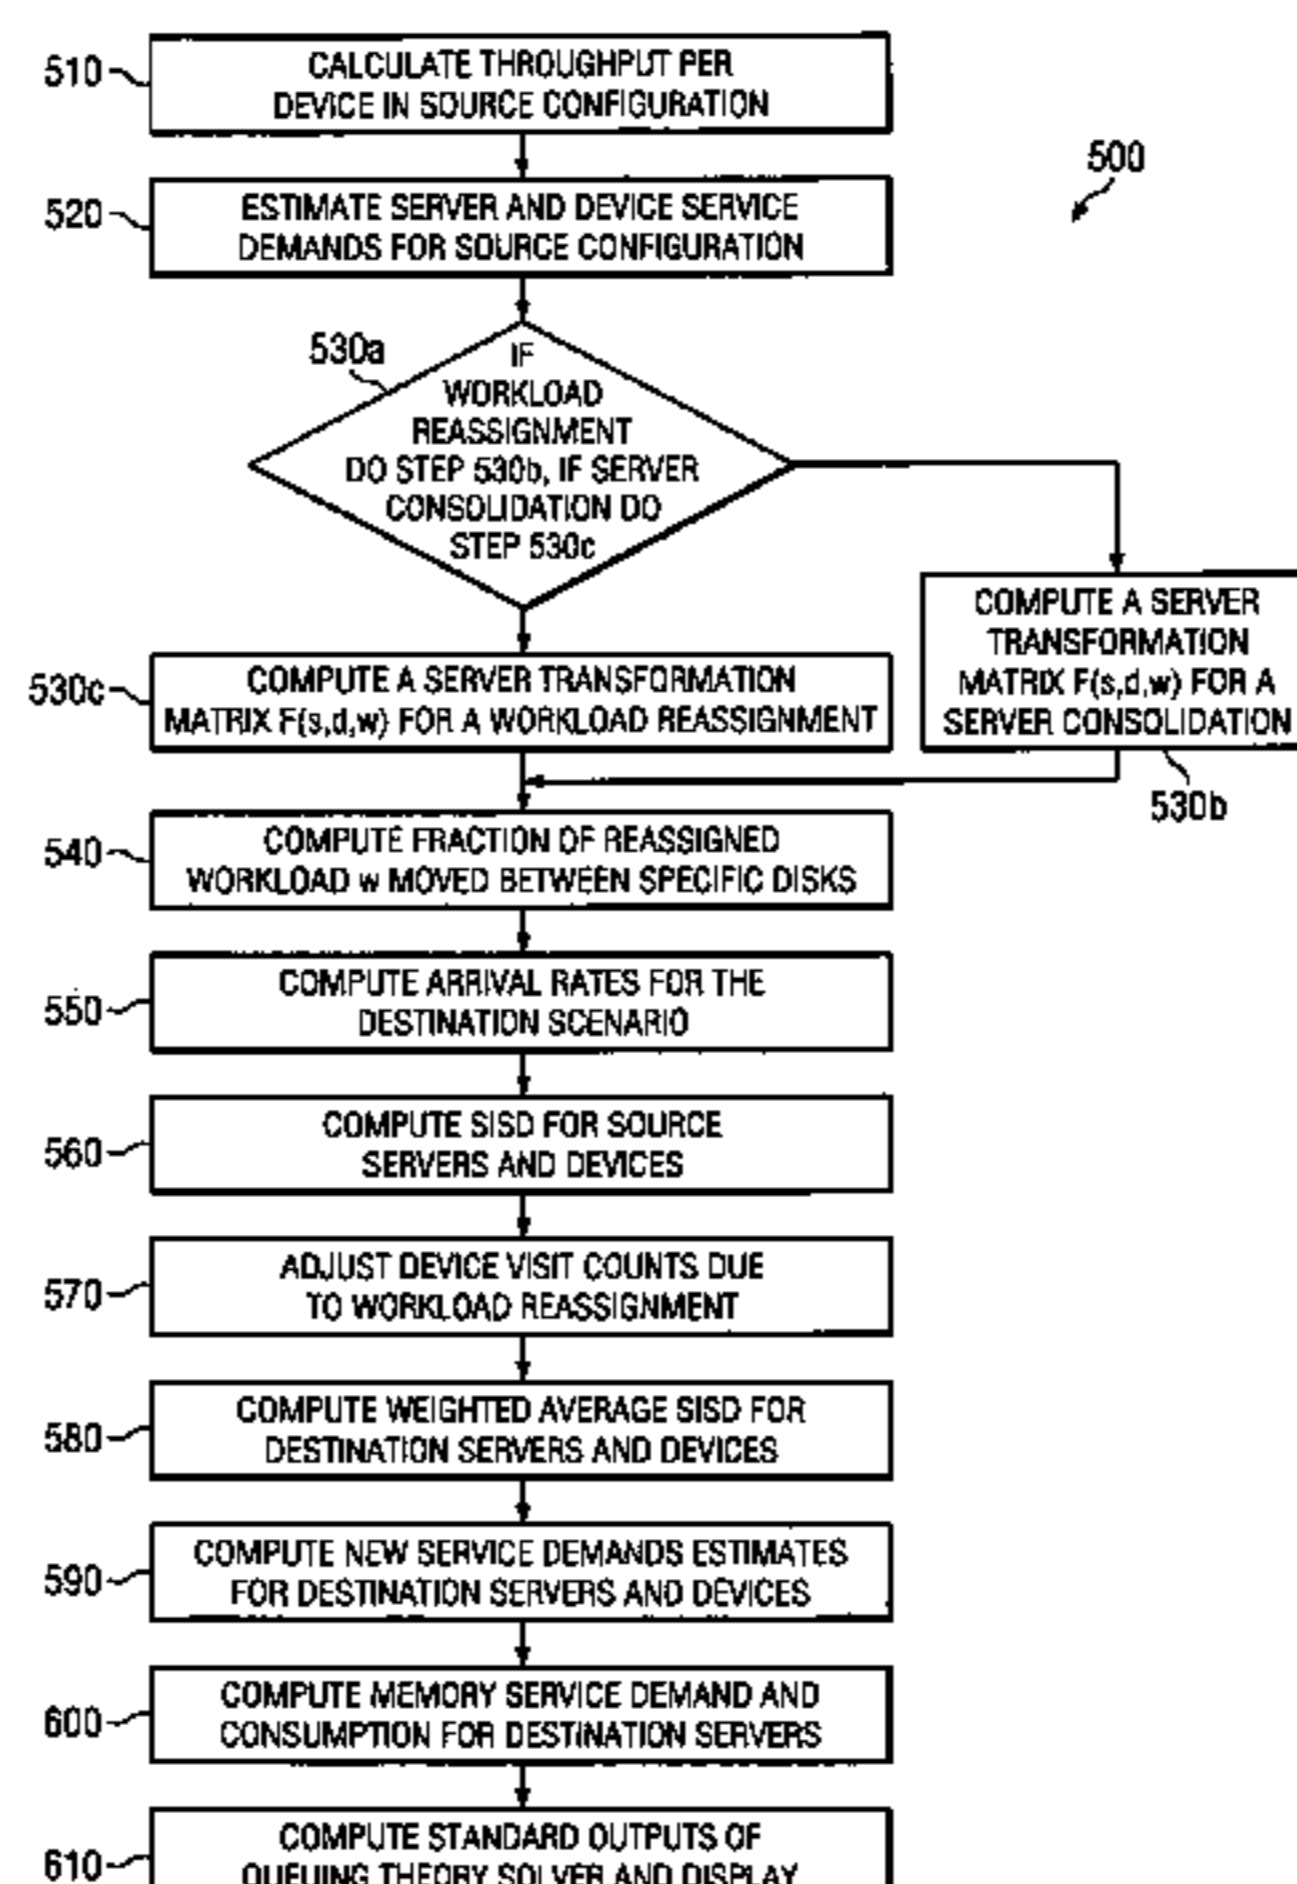 510
CALCULATE THROUGHPUT PER
DEVICE IN SOURCE CONFIGURATION
500
520
ESTIMATE SERVER AND DEVICE SERVICE
DEMANDS FOR SOURCE CONFIGURATION
530a
IF
WORKLOAD
REASSIGNMENT
DO STEP 530b, IF SERVER
CONSOLIDATION DO
STEP 530c
COMPUTE A SERVER
TRANSFORMATION
MATRIX F(s,d,w) FOR A
SERVER CONSOLIDATION
530b
530c
COMPUTE A SERVER TRANSFORMATION
MATRIX F(s,d,w) FOR A WORKLOAD REASSIGNMENT
540
COMPUTE FRACTION OF REASSIGNED
WORKLOAD w MOVED BETWEEN SPECIFIC DISKS
550
COMPUTE ARRIVAL RATES FOR THE
DESTINATION SCENARIO
560
COMPUTE SISD FOR SOURCE
SERVERS AND DEVICES
570
ADJUST DEVICE VISIT COUNTS DUE
TO WORKLOAD REASSIGNMENT
580
COMPUTE WEIGHTED AVERAGE SISD FOR
DESTINATION SERVERS AND DEVICES
590
COMPUTE NEW SERVICE DEMANDS ESTIMATES
FOR DESTINATION SERVERS AND DEVICES
600
COMPUTE MEMORY SERVICE DEMAND AND
CONSUMPTION FOR DESTINATION SERVERS
610
COMPUTE STANDARD OUTPUTS OF
QUEUING THEORY SOLVER AND DISPLAY